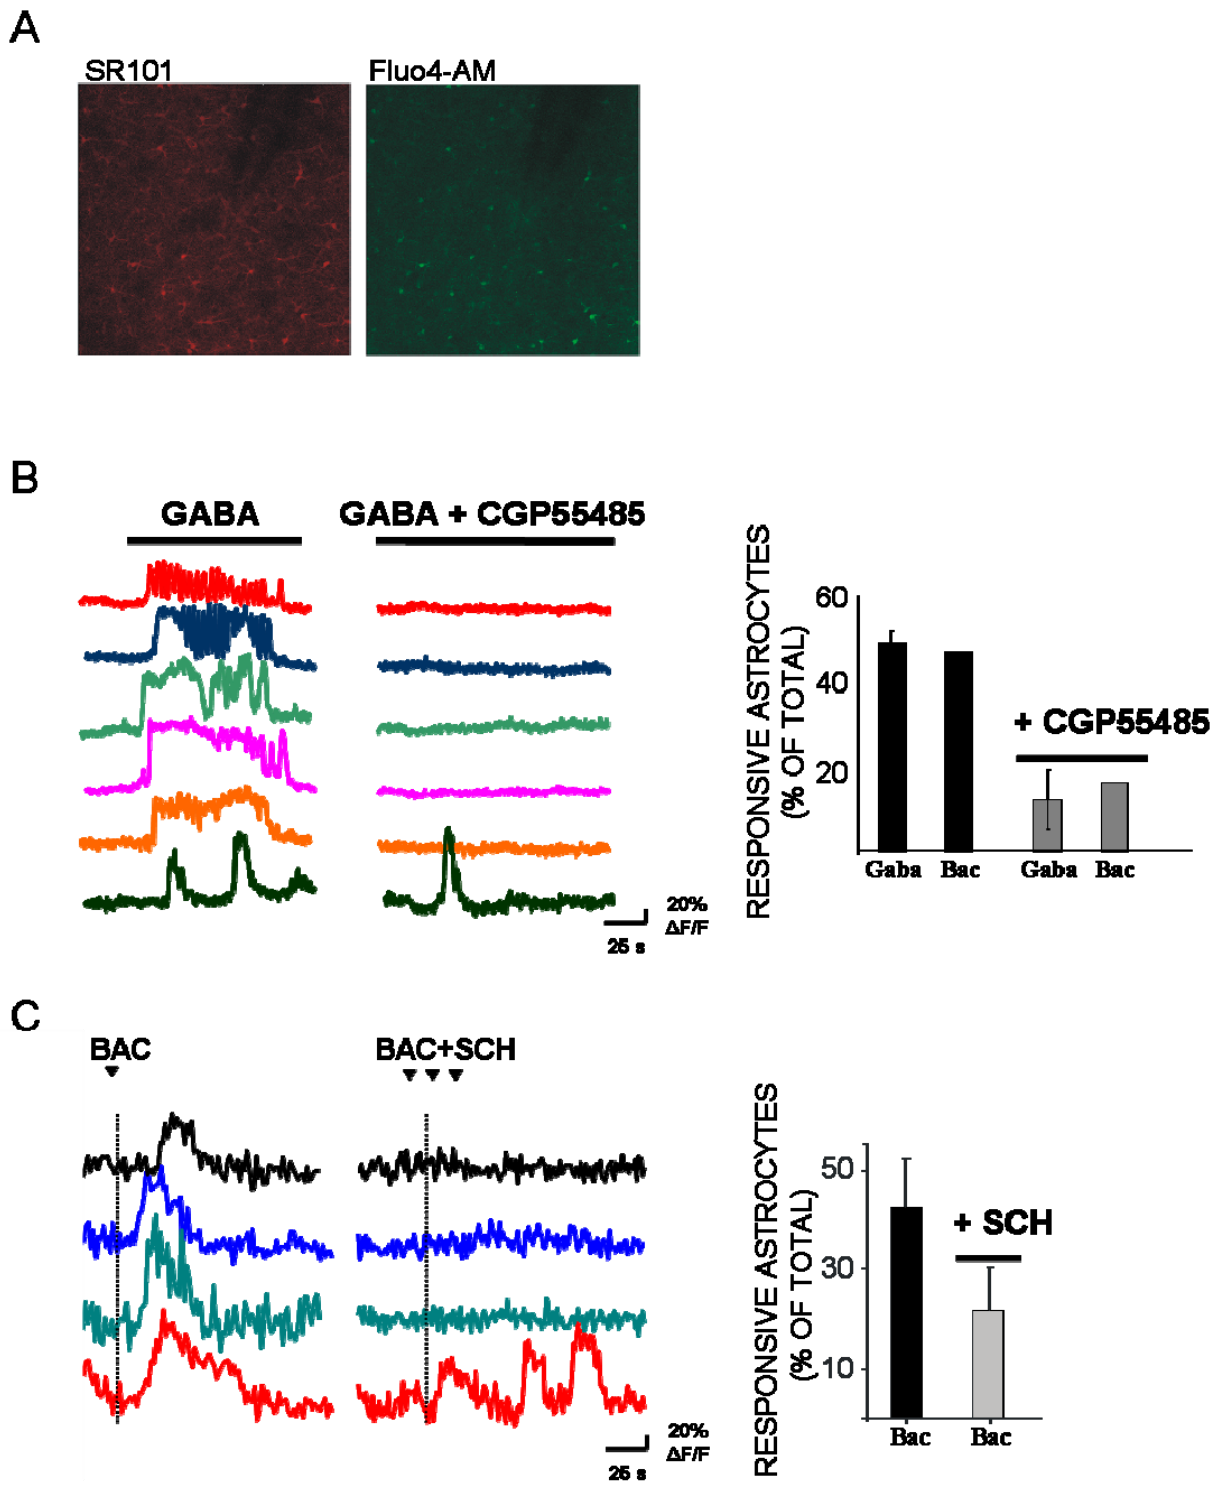 A
SR101
Fluo4-AM
B
GABA
GABA + CGP55485
20%
ΔF/F
25 s
RESPONSIVE ASTROCYTES
(% OF TOTAL)
60
40
20
+ CGP55485
Gaba
Bac
Gaba
Bac
C
BAC
BAC+SCH
20%
ΔF/F
25 s
RESPONSIVE ASTROCYTES
(% OF TOTAL)
50
30
10
+ SCH
Bac
Bac